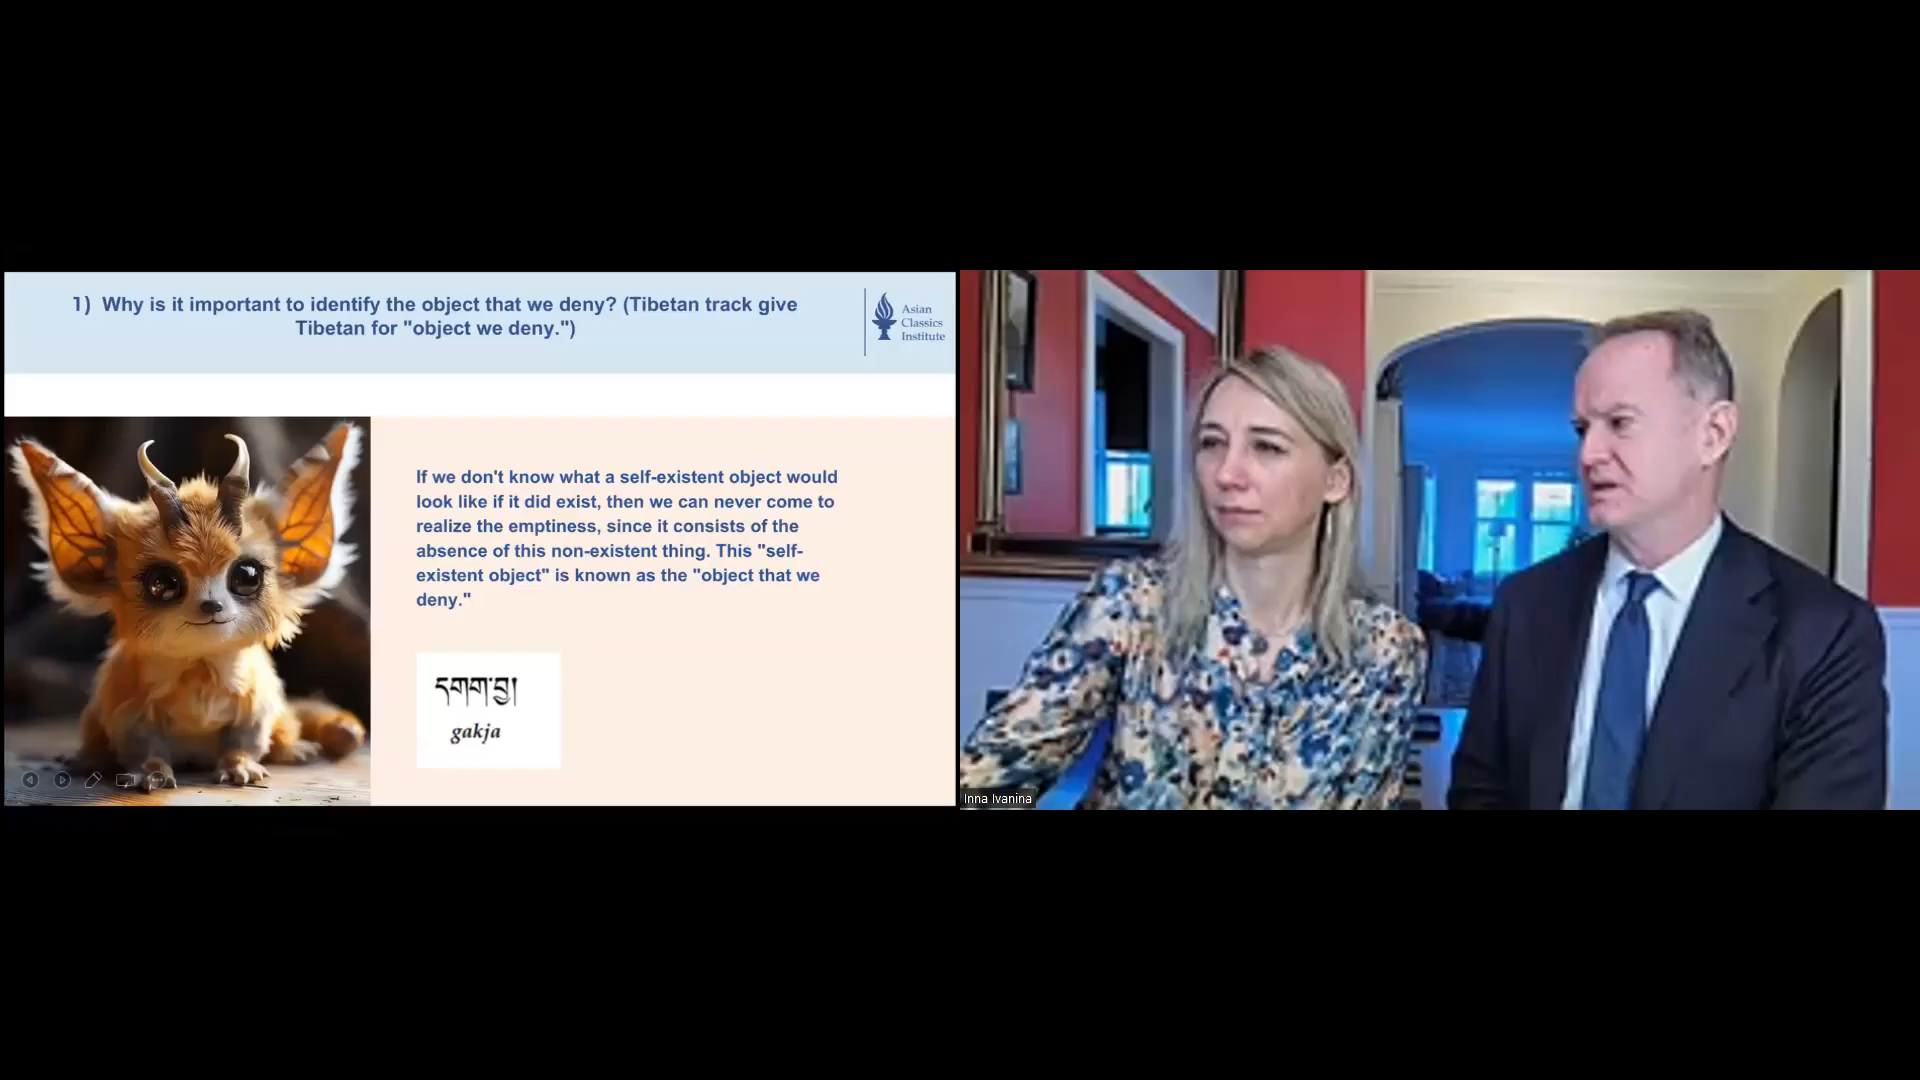 1) Why is it important to identify the object that we deny? (Tibetan track give
Tibetan for "object we deny.")
Asian
Classics
Institute
If we don't know what a self-existent object would
look like if it did exist, then we can never come to
realize the emptiness, since it consists of the
absence of this non-existent thing. This "self-
existent object" is known as the "object that we
deny."
དགག་བྱ།
gakja
Inna Ivanina